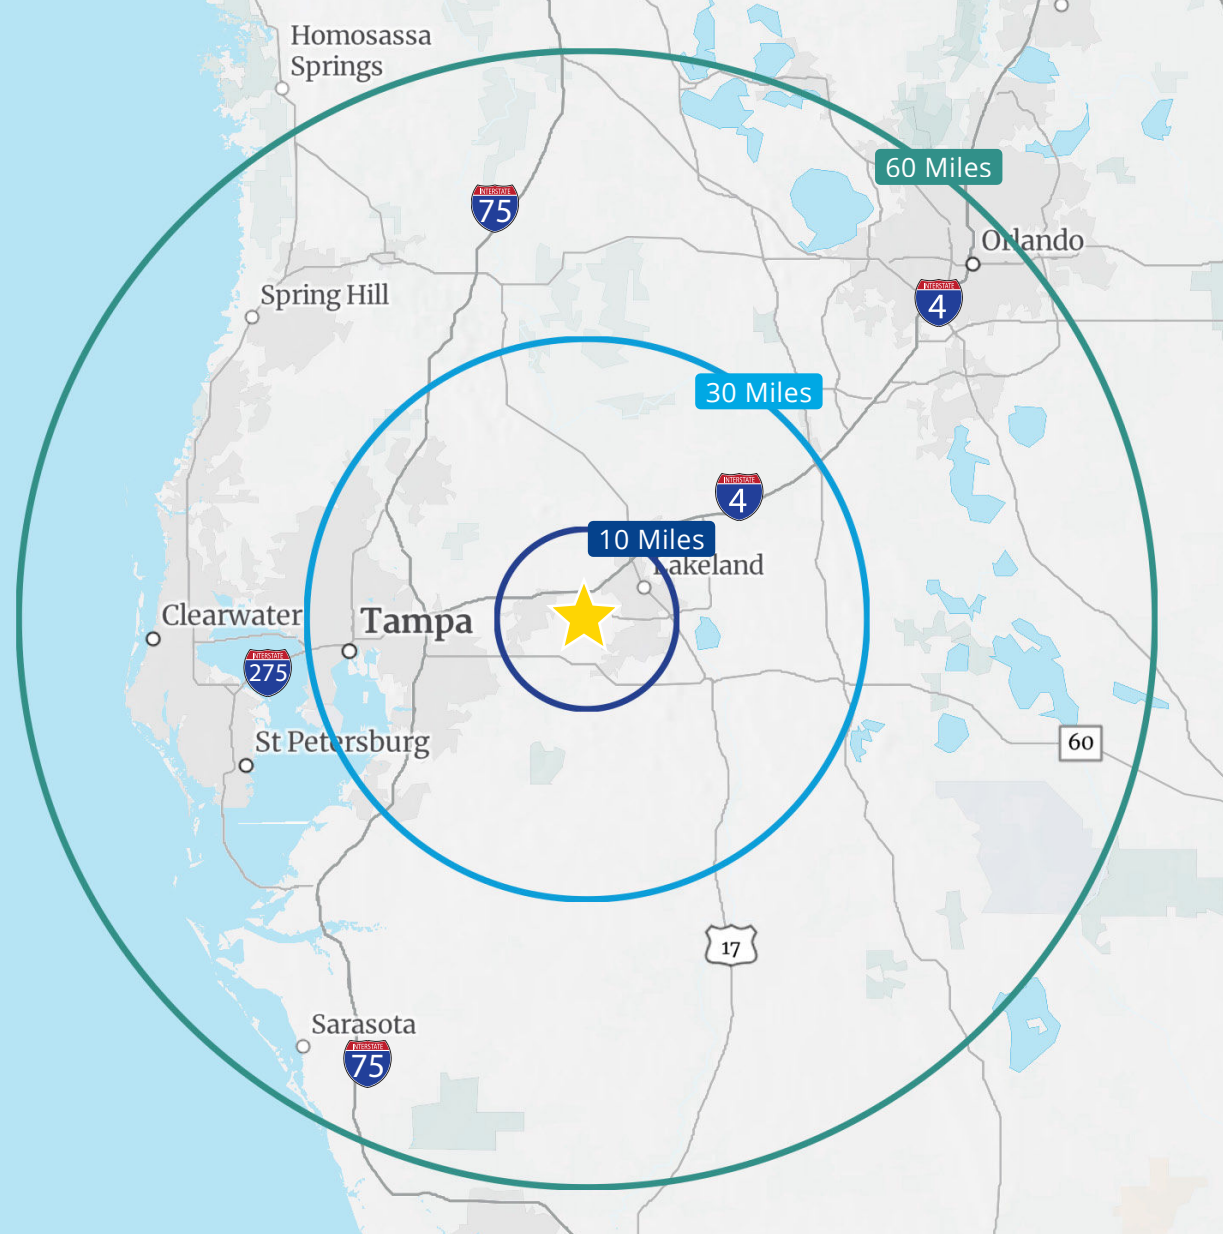 Homosassa
Springs
60 Miles
INTERSTATE
75
Orlando
INTERSTATE
4
Spring Hill
30 Miles
INTERSTATE
4
10 Miles
Lakeland
Clearwater
Tampa
INTERSTATE
275
St Petersburg
60
17
Sarasota
INTERSTATE
75